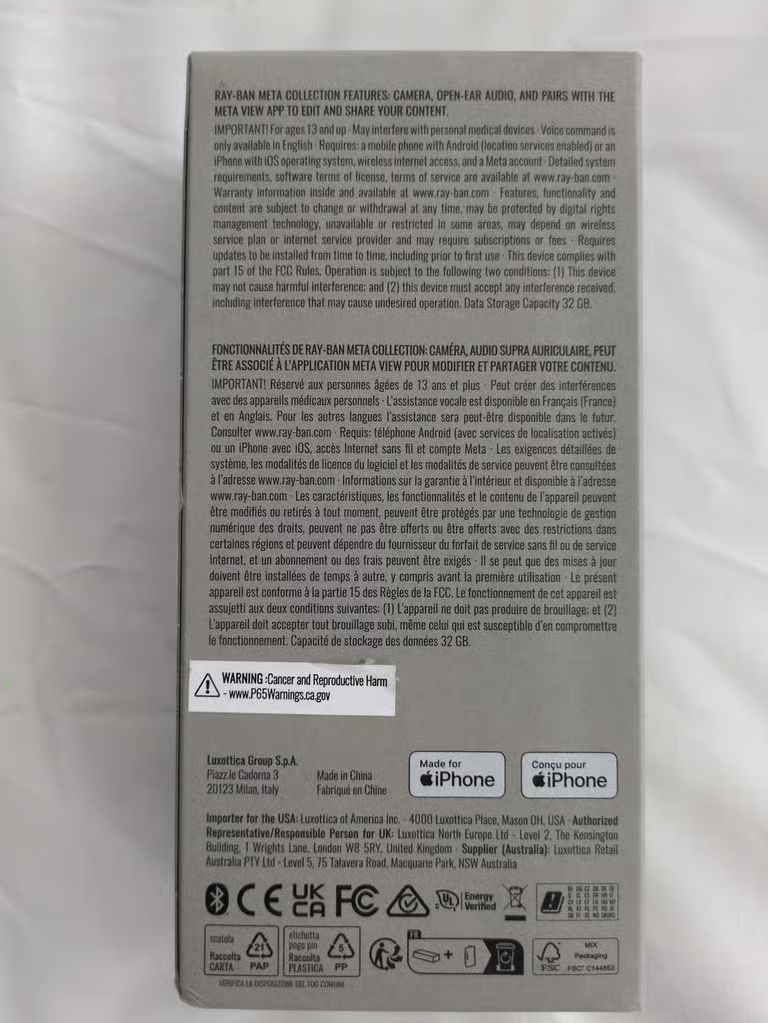 RAY-BAN META COLLECTION FEATURES: CAMERA, OPEN-EAR AUDIO, AND PAIRS WITH THE
META VIEW APP TO EDIT AND SHARE YOUR CONTENT.
IMPORTANT! For ages 13 and up · May interfere with personal medical devices · Voice command is
only available in English · Requires: a mobile phone with Android (location services enabled) or an
iPhone with iOS operating system, wireless internet access, and a Meta account · Detailed system
requirements, software terms of license, terms of service are available at www.ray-ban.com ·
Warranty information inside and available at www.ray-ban.com · Features, functionality and
content are subject to change or withdrawal at any time, may be protected by digital rights
management technology, unavailable or restricted in some areas, may depend on wireless
service plan or internet service provider and may require subscriptions or fees · Requires
updates to be installed from time to time, including prior to first use · This device complies with
part 15 of the FCC Rules. Operation is subject to the following two conditions: (1) This device
may not cause harmful interference; and (2) this device must accept any interference received,
including interference that may cause undesired operation. Data Storage Capacity 32 GB.
FONCTIONNALITÉS DE RAY-BAN META COLLECTION: CAMÉRA, AUDIO SUPRA AURICULAIRE, PEUT
ÊTRE ASSOCIÉ À L'APPLICATION META VIEW POUR MODIFIER ET PARTAGER VOTRE CONTENU.
IMPORTANT! Réservé aux personnes âgées de 13 ans et plus · Peut créer des interférences
avec des appareils médicaux personnels · L'assistance vocale est disponible en Français (France)
et en Anglais. Pour les autres langues l'assistance sera peut-être disponible dans le futur.
Consulter www.ray-ban.com · Requis: téléphone Android (avec services de localisation activés)
ou un iPhone avec iOS, accès Internet sans fil et compte Meta · Les exigences détaillées de
système, les modalités de licence du logiciel et les modalités de service peuvent être consultées
à l'adresse www.ray-ban.com · Informations sur la garantie à l'intérieur et disponible à l'adresse
www.ray-ban.com · Les caractéristiques, les fonctionnalités et le contenu de l'appareil peuvent
être modifiés ou retirés à tout moment, peuvent être protégés par une technologie de gestion
numérique des droits, peuvent ne pas être offerts ou être offerts avec des restrictions dans
certaines régions et peuvent dépendre du fournisseur du forfait de service sans fil ou de service
Internet, et un abonnement ou des frais peuvent être exigés · Il se peut que des mises à jour
doivent être installées de temps à autre, y compris avant la première utilisation · Le présent
appareil est conforme à la partie 15 des Règles de la FCC. Le fonctionnement de cet appareil est
assujetti aux deux conditions suivantes: (1) L'appareil ne doit pas produire de brouillage; et (2)
L'appareil doit accepter tout brouillage subi, même celui qui est susceptible d'en compromettre
le fonctionnement. Capacité de stockage des données 32 GB.
WARNING :Cancer and Reproductive Harm
- www.P65Warnings.ca.gov
Luxottica Group S.p.A.
Piazz.le Cadorna 3
20123 Milan, Italy
Made in China
Fabriqué en Chine
Made for
iPhone
Conçu pour
iPhone
Importer for the USA: Luxottica of America Inc. - 4000 Luxottica Place, Mason OH, USA · Authorized
Representative/Responsible Person for UK: Luxottica North Europe Ltd - Level 2, The Kensington
Building, 1 Wrights Lane, London W8 5RY, United Kingdom · Supplier (Australia): Luxottica Retail
Australia PTY Ltd - Level 5, 75 Talavera Road, Macquarie Park, NSW Australia
CE
UK
CA
FC
UL
Energy
Verified
scatola
Raccolta
CARTA
21
PAP
etichetta
pogo pin
Raccolta
PLASTICA
5
PP
FR
+
FSC
MIX
Packaging
FSC® C144853
VERIFICA LA DISPOSIZIONE DEL TUO COMUNE